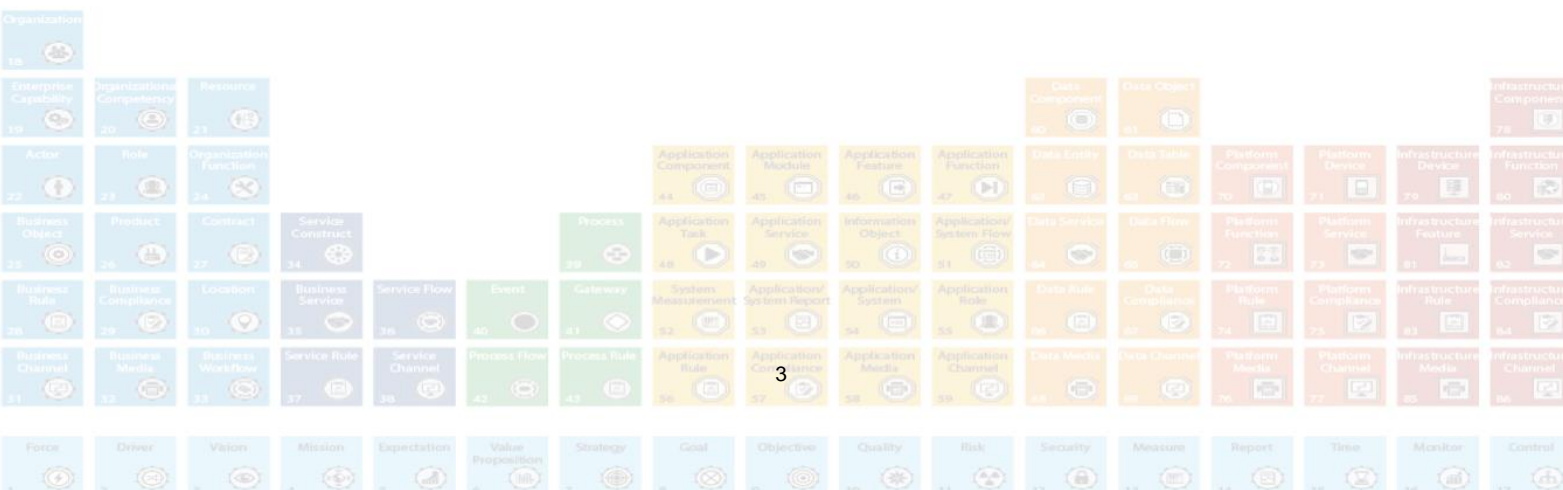 Organization
18
Enterprise
Capability
19
Organizationa
Competency
20
Resource
21
Data
Component
60
Data Object
61
Infrastructu
Componen
78
Actor
22
Role
23
Organization
Function
24
Application
Component
44
Application
Module
45
Application
Feature
46
Application
Function
47
Data Entity
62
Data Table
63
Platform
Component
70
Platform
Device
71
Infrastructure
Device
79
Infrastructu
Function
80
Business
Object
25
Product
26
Contract
27
Service
Construct
34
Process
39
Application
Task
48
Application
Service
49
Information
Object
50
Application/
System Flow
51
Data Service
64
Data Flow
65
Platform
Function
72
Platform
Service
73
Infrastructure
Feature
81
Infrastructu
Service
82
Business
Rule
28
Business
Compliance
29
Location
30
Business
Service
35
Service Flow
36
Event
40
Gateway
41
System
Measurement
52
Application/
System Report
53
Application/
System
54
Application
Role
55
Data Rule
66
Data
Compliance
67
Platform
Rule
74
Platform
Compliance
75
Infrastructure
Rule
83
Infrastructu
Compliance
84
Business
Channel
31
Business
Media
32
Business
Workflow
33
Service Rule
37
Service
Channel
38
Process Flow
42
Process Rule
43
Application
Rule
56
Application
Compliance
57
3
Application
Media
58
Application
Channel
59
Data Media
68
Data Channel
69
Platform
Media
76
Platform
Channel
77
Infrastructure
Media
85
Infrastructu
Channel
86
Force
Driver
Vision
Mission
Expectation
Value
Proposition
Strategy
Goal
Objective
Quality
Risk
Security
Measure
Report
Time
Monitor
Control